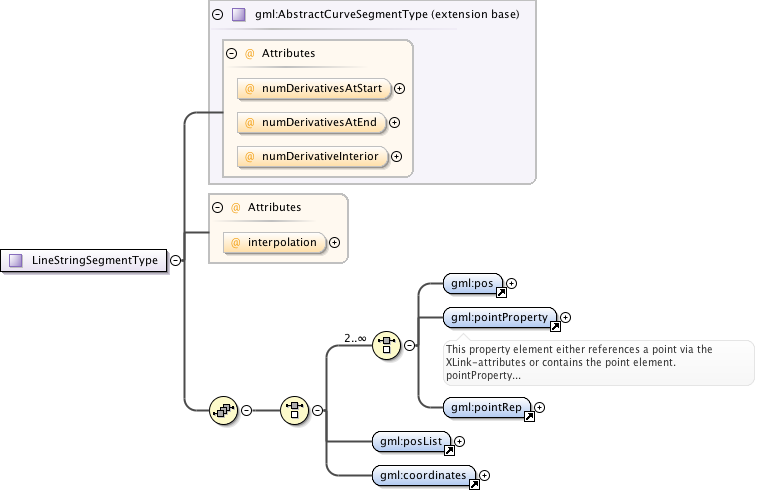 gml:AbstractCurveSegmentType (extension base)
@ Attributes
@ numDerivativesAtStart
@ numDerivativesAtEnd
@ numDerivativeInterior
@ Attributes
@ interpolation
LineStringSegmentType
gml:pos
2..∞
gml:pointProperty
This property element either references a point via the
XLink-attributes or contains the point element.
pointProperty...
gml:pointRep
gml:posList
gml:coordinates